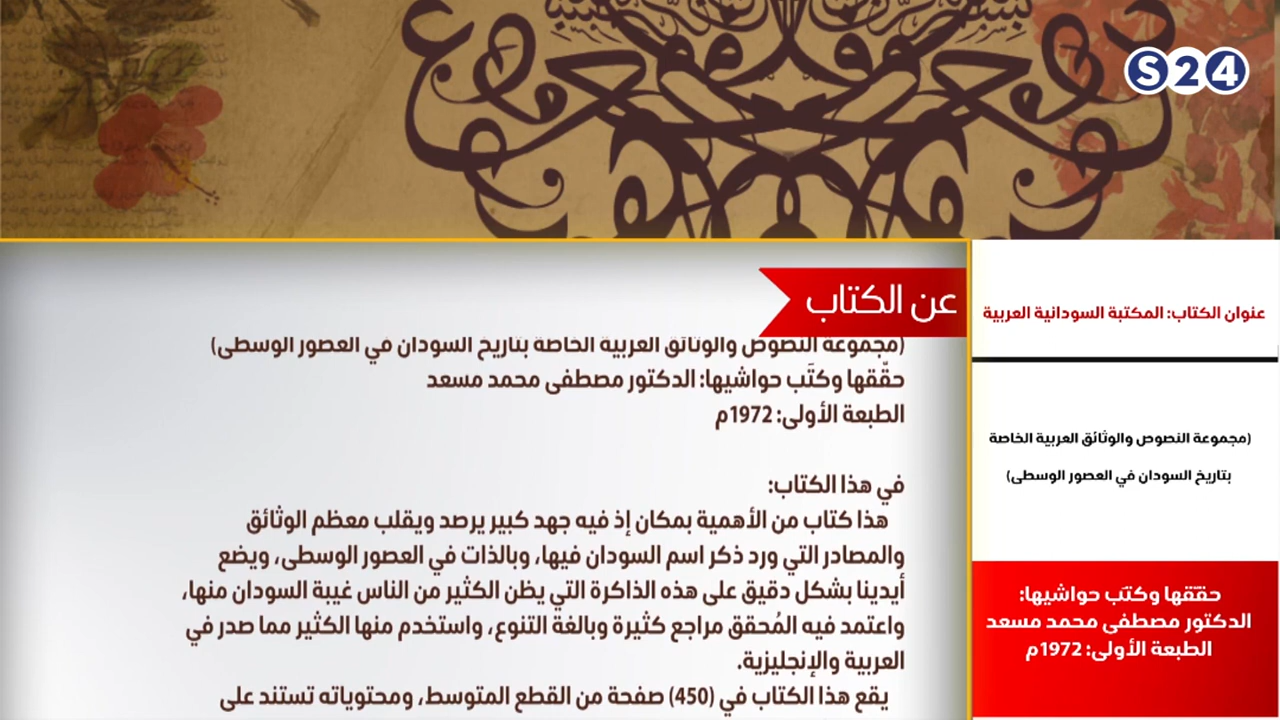 S24
عن الكتاب
(مجموعة النصوص والوثائق العربية الخاصة بتاريخ السودان في العصور الوسطى)
حقّقها وكتَب حواشيها: الدكتور مصطفى محمد مسعد
الطبعة الأولى: 1972م
في هذا الكتاب:
هذا كتاب من الأهمية بمكان إذ فيه جهد كبير يرصد ويقلب معظم الوثائق
والمصادر التي ورد ذكر اسم السودان فيها، وبالذات في العصور الوسطى، ويضع
أيدينا بشكل دقيق على هذه الذاكرة التي يظن الكثير من الناس غيبة السودان منها،
واعتمد فيه المُحقق مراجع كثيرة وبالغة التنوع، واستخدم منها الكثير مما صدر في
العربية والإنجليزية.
يقع هذا الكتاب في (450) صفحة من القطع المتوسط، ومحتوياته تستند على
عنوان الكتاب: المكتبة السودانية العربية
(مجموعة النصوص والوثائق العربية الخاصة
بتاريخ السودان في العصور الوسطى)
حققها وكتب حواشيها:
الدكتور مصطفى محمد مسعد
الطبعة الأولى: 1972م